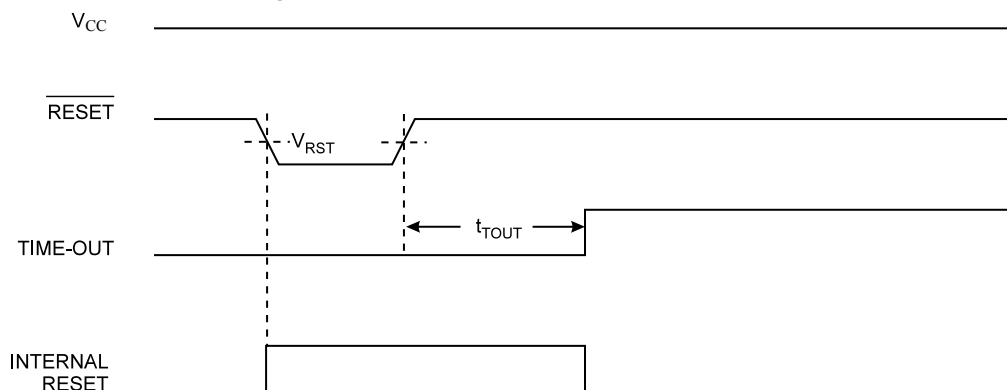 VCC
RESET
VRST
tTOUT
TIME-OUT
INTERNAL
RESET